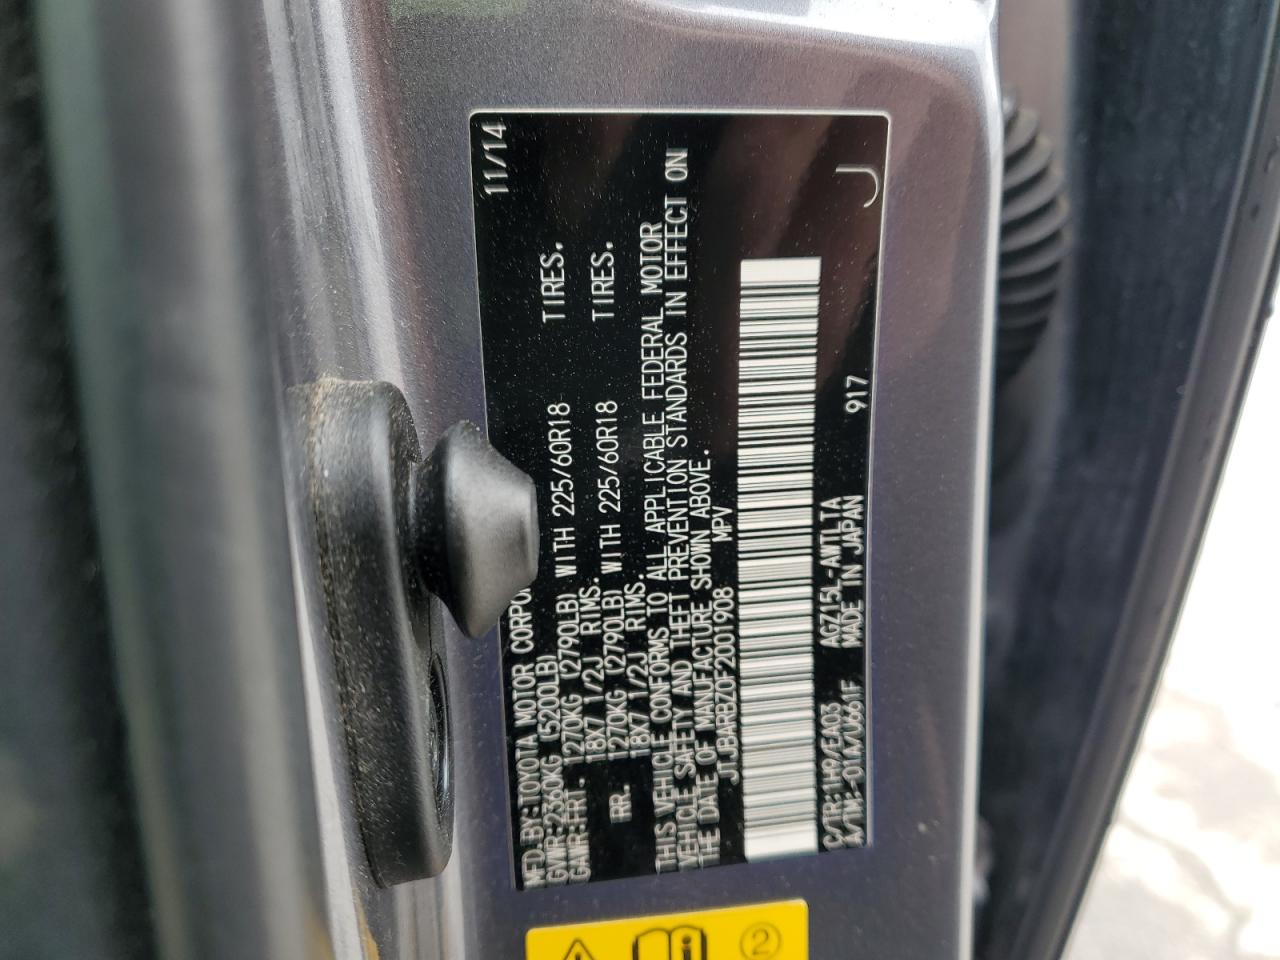 MFD.BY:TOYOTA MOTOR CORPO 11/14
GVWR:2360KG (5200LB)
GAWR:FRT. 1270KG (2790LB) WITH 225/60R18 TIRES.
18X7 1/2J RIMS.
RR. 1270KG (2790LB) WITH 225/60R18 TIRES.
18X7 1/2J RIMS.
THIS VEHICLE CONFORMS TO ALL APPLICABLE FEDERAL MOTOR
VEHICLE SAFETY AND THEFT PREVENTION STANDARDS IN EFFECT ON
THE DATE OF MANUFACTURE SHOWN ABOVE.
JTJBARBZ0F2001908 MPV
C/TR:1H9/EA03 AGZ15L-AWTLTA 917 J
A/TM:-01A/U661F MADE IN JAPAN
2